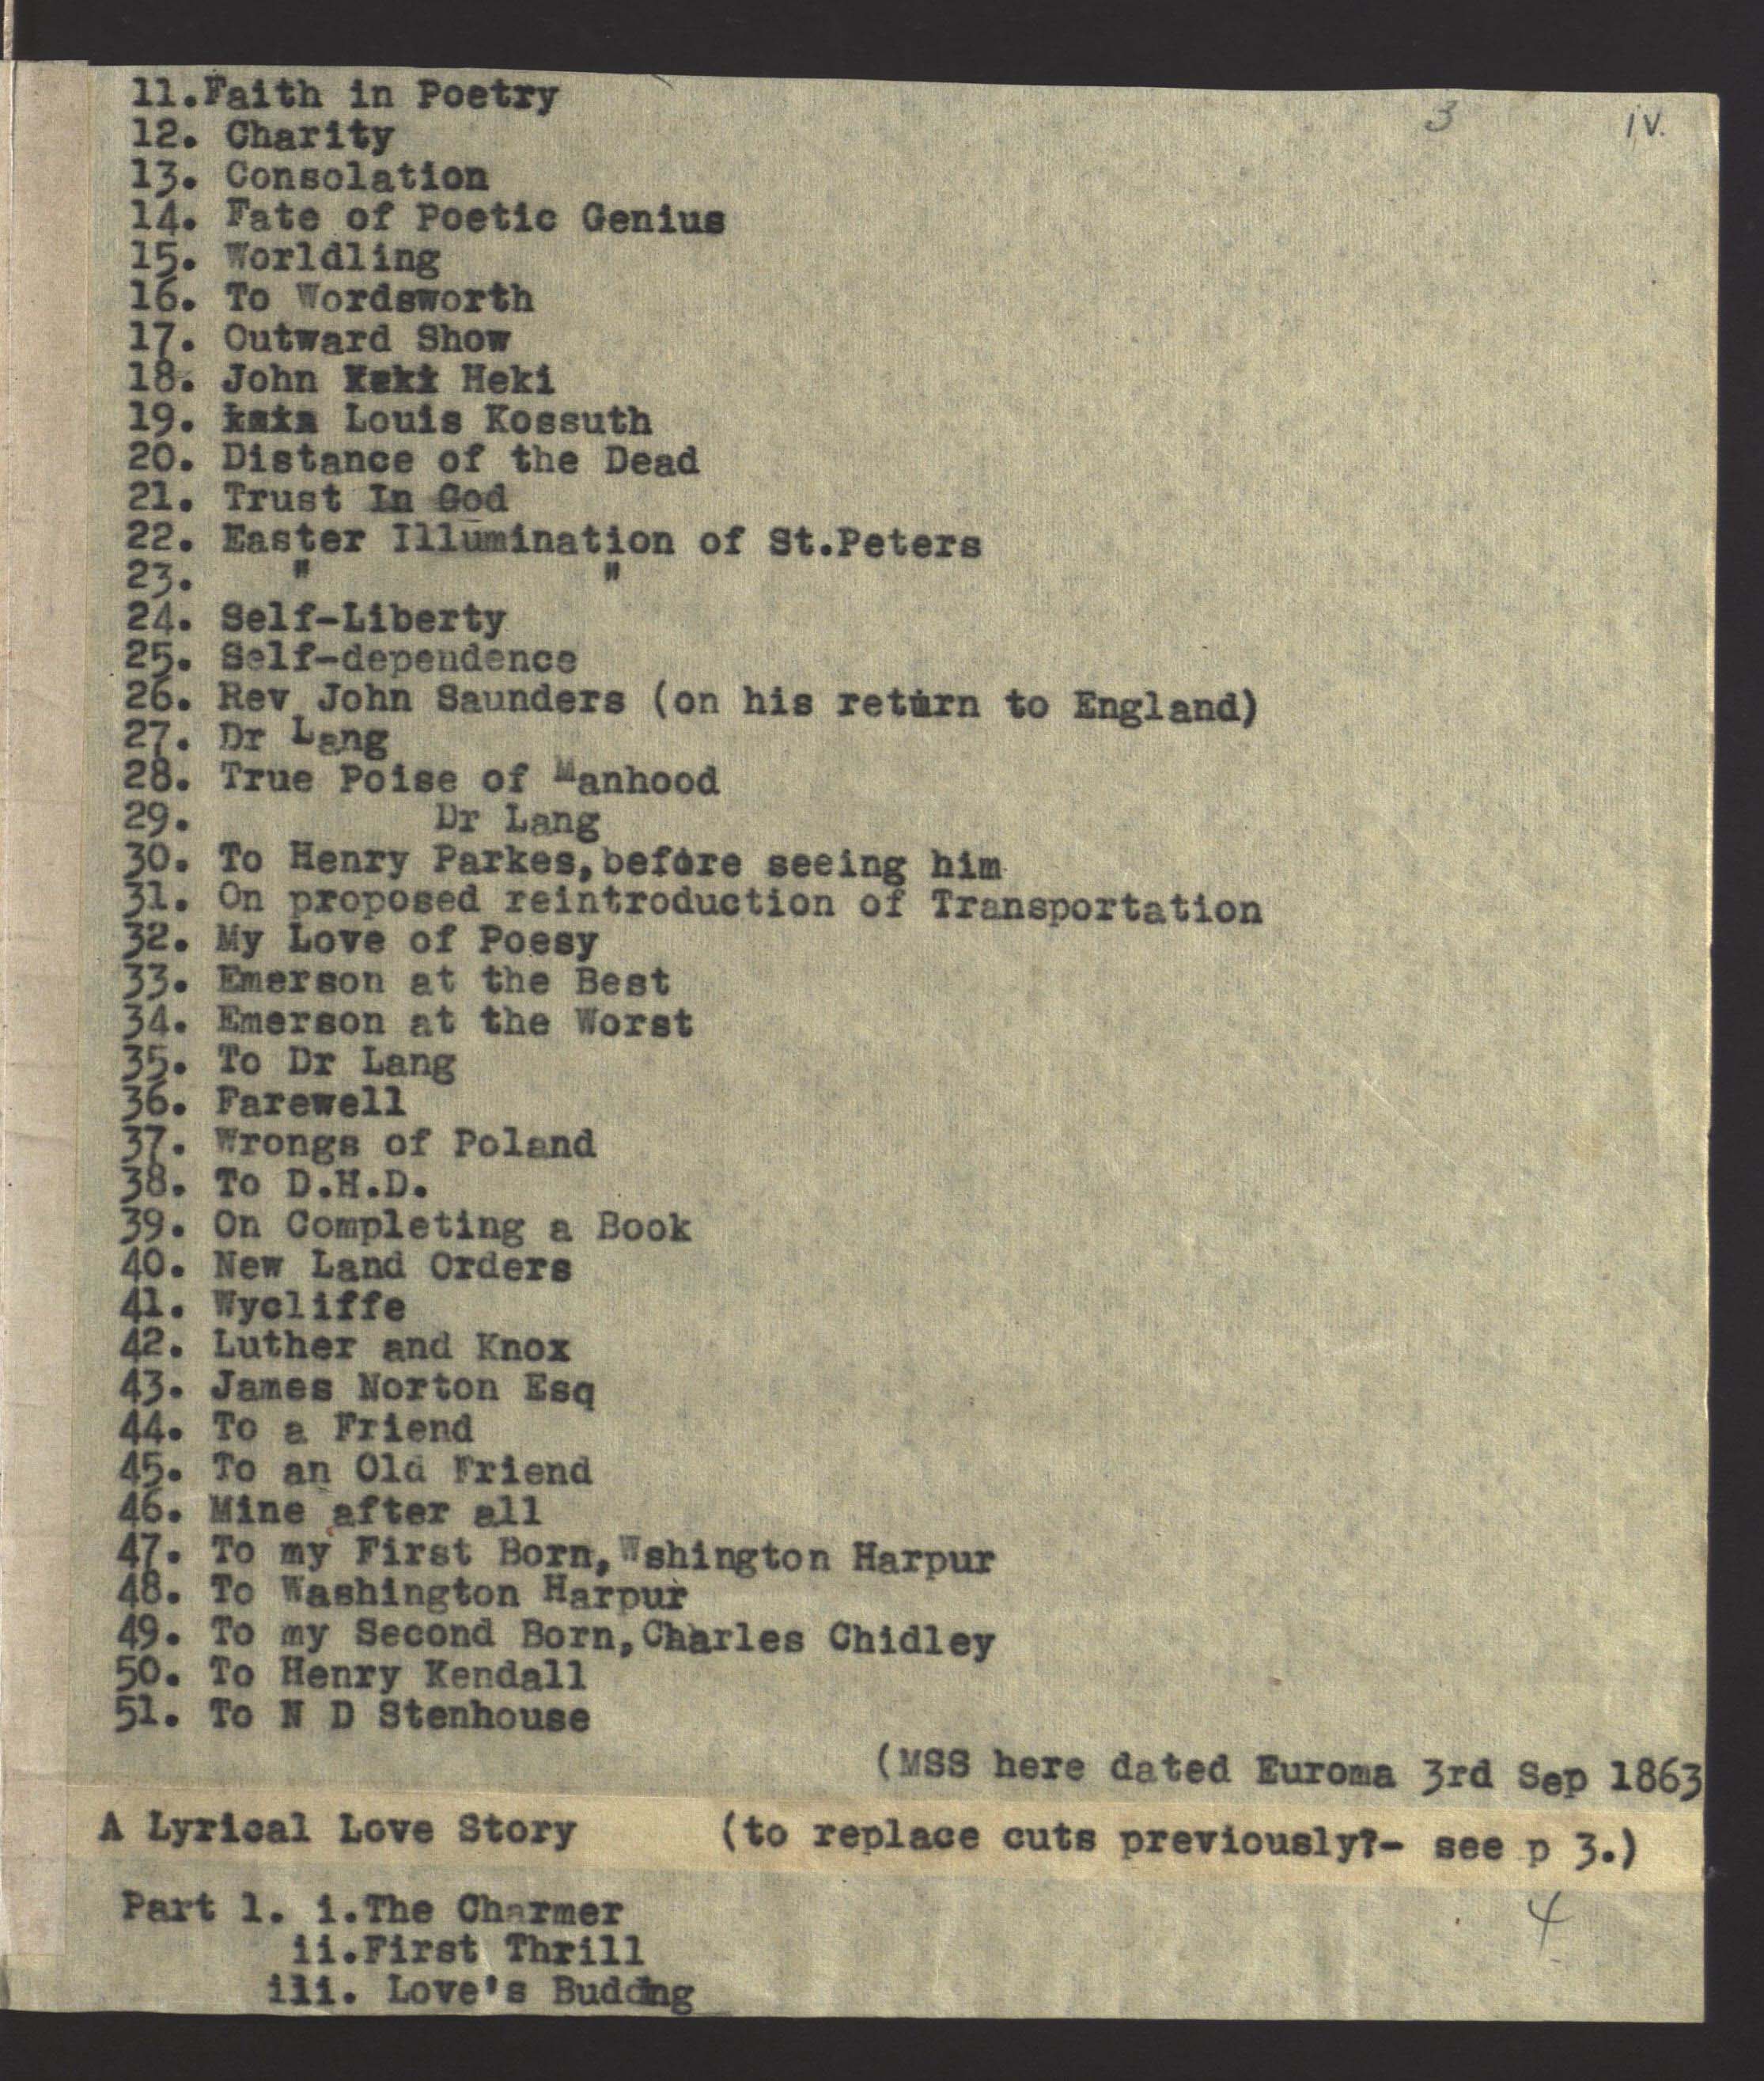 3 iv.
11.Faith in Poetry
12. Charity
13. Consolation
14. Fate of Poetic Genius
15. Worldling
16. To Wordsworth
17. Outward Show
18. John Heki
19. Louis Kossuth
20. Distance of the Dead
21. Trust In God
22. Easter Illumination of St.Peters
23. " "
24. Self-Liberty
25. Self-dependence
26. Rev John Saunders (on his return to England)
27. Dr Lang
28. True Poise of Manhood
29. Dr Lang
30. To Henry Parkes,before seeing him
31. On proposed reintroduction of Transportation
32. My Love of Poesy
33. Emerson at the Best
34. Emerson at the Worst
35. To Dr Lang
36. Farewell
37. Wrongs of Poland
38. To D.H.D.
39. On Completing a Book
40. New Land Orders
41. Wycliffe
42. Luther and Knox
43. James Norton Esq
44. To a Friend
45. To an Old Friend
46. Mine after all
47. To my First Born,Wshington Harpur
48. To Washington Harpur
49. To my Second Born,Charles Chidley
50. To Henry Kendall
51. To N D Stenhouse
(MSS here dated Euroma 3rd Sep 1863
A Lyrical Love Story (to replace cuts previously?- see p 3.)
4
Part 1. i.The Charmer
ii.First Thrill
iii. Love's Budding